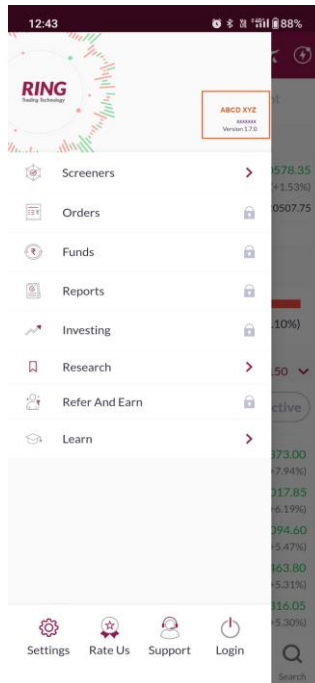 12:43
88%
RING
Trading Technology
ABCD XYZ
xxxxxxx
Version 1.7.0
Screeners
578.35
+1.53%)
Orders
0507.75
Funds
Reports
Investing
.10%)
Research
.50
Refer And Earn
ctive
Learn
373.00
+7.94%)
017.85
+6.19%)
094.60
+5.47%)
463.80
+5.31%)
316.05
+5.30%)
Settings
Rate Us
Support
Login
Search